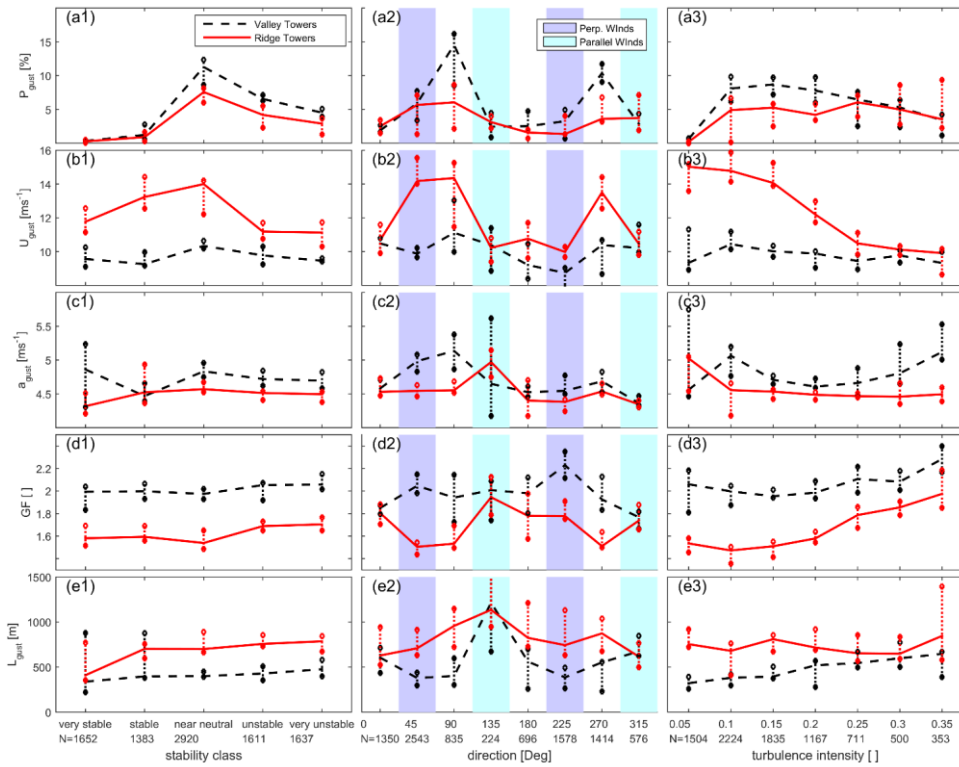 (a1) Valley Towers Ridge Towers
(a2) Perp. WInds Parallel WInds
(a3)
P_gust [%]
15
10
5
(b1) (b2) (b3)
U_gust [ms⁻¹]
16
14
12
10
(c1) (c2) (c3)
a_gust [ms⁻¹]
5.5
5
4.5
(d1) (d2) (d3)
GF [ ]
2.4
2
1.6
(e1) (e2) (e3)
L_gust [m]
1500
1000
500
0
very stable stable near neutral unstable very unstable
N=1652 1383 2920 1611 1637
stability class
0 45 90 135 180 225 270 315
N=1350 2543 835 224 696 1578 1414 576
direction [Deg]
0.05 0.1 0.15 0.2 0.25 0.3 0.35
N=1504 2224 1835 1167 711 500 353
turbulence intensity [ ]